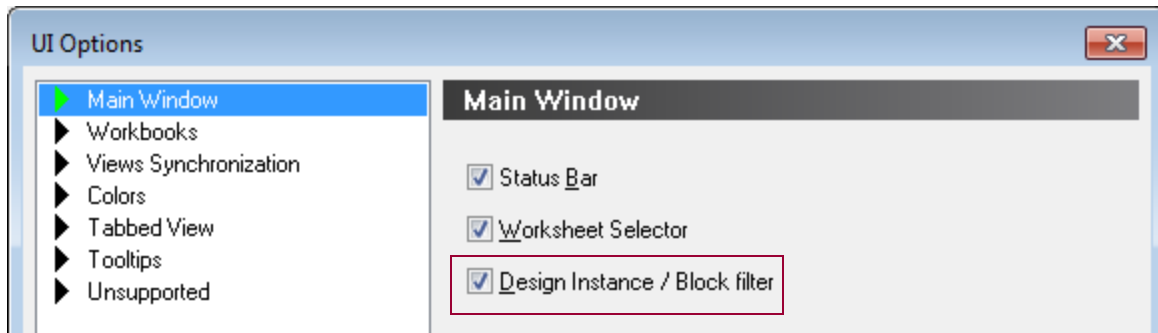 UI Options
Main Window
Workbooks
Views Synchronization
Colors
Tabbed View
Tooltips
Unsupported
Main Window
Status Bar
Worksheet Selector
Design Instance / Block filter